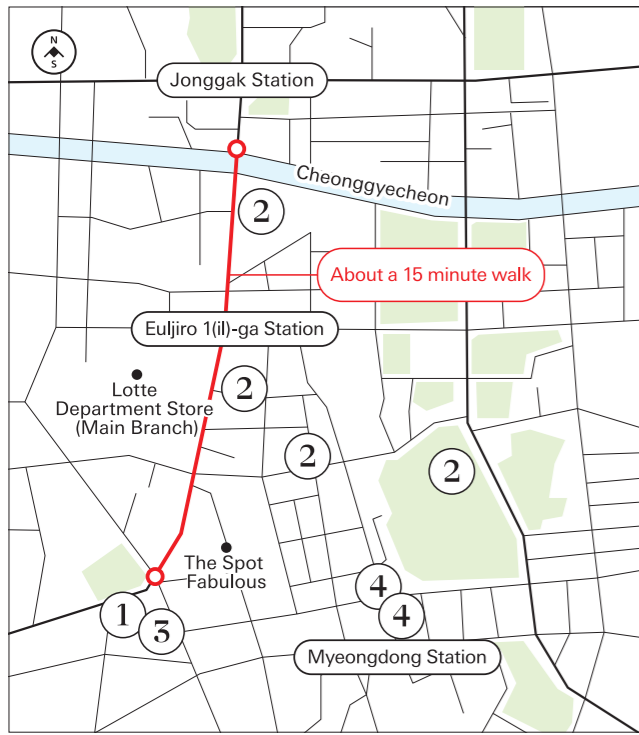 N
S
Jonggak Station
Cheonggyecheon
2
About a 15 minute walk
Euljiro 1(il)-ga Station
Lotte
Department Store
(Main Branch)
2
2
2
The Spot
Fabulous
4
4
1
3
Myeongdong Station